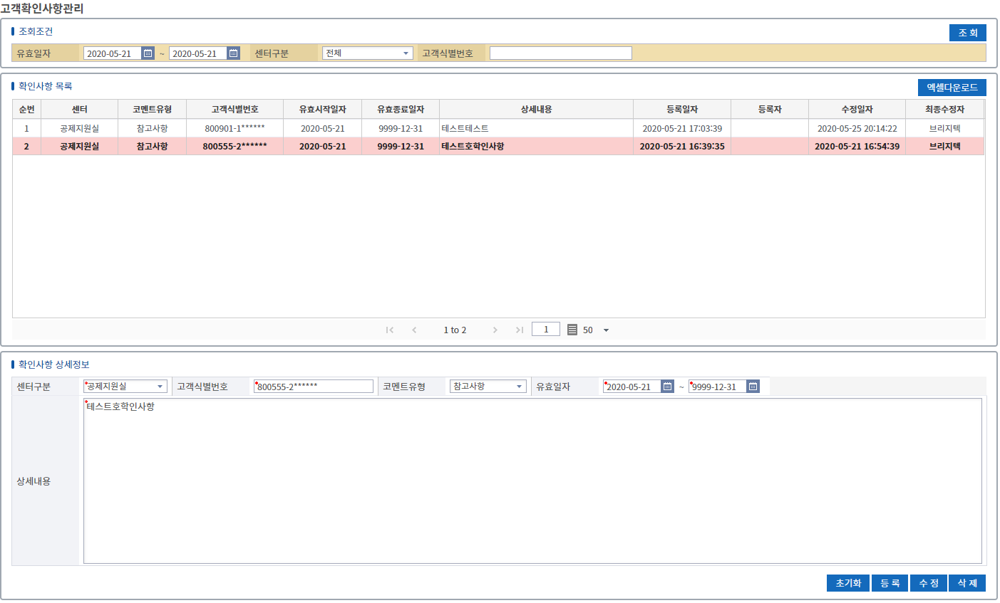 고객확인사항관리
조회조건
조 회
유효일자 2020-05-21 ~ 2020-05-21 센터구분 전체 고객식별번호
확인사항 목록
엑셀다운로드
순번 센터 코멘트유형 고객식별번호 유효시작일자 유효종료일자 상세내용 등록일자 등록자 수정일자 최종수정자
1 공제지원실 참고사항 800901-1****** 2020-05-21 9999-12-31 테스트테스트 2020-05-21 17:03:39 2020-05-25 20:14:22 브리지텍
2 공제지원실 참고사항 800555-2****** 2020-05-21 9999-12-31 테스트호학인사항 2020-05-21 16:39:35 2020-05-21 16:54:39 브리지텍
1 to 2 1 50
확인사항 상세정보
센터구분 공제지원실 고객식별번호 800555-2****** 코멘트유형 참고사항 유효일자 2020-05-21 ~ 9999-12-31
테스트호학인사항
상세내용
초기화 등 록 수 정 삭 제